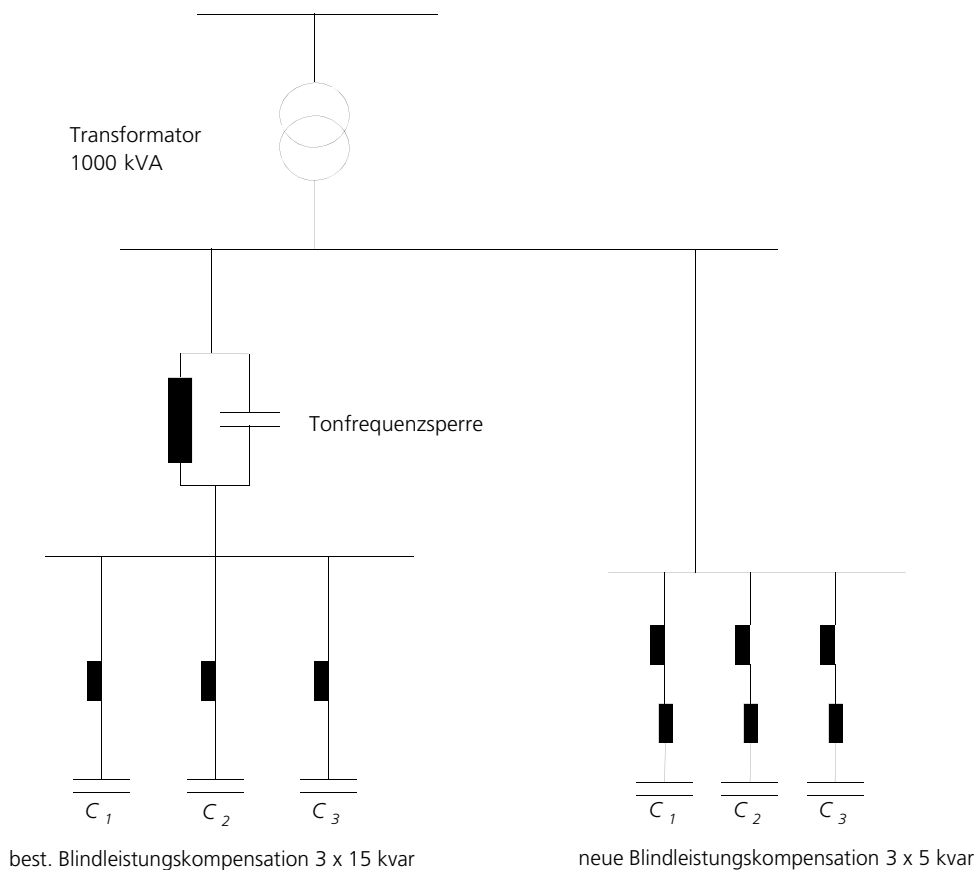 Transformator
1000 kVA
Tonfrequenzsperre
C 1
C 2
C 3
C 1
C 2
C 3
best. Blindleistungskompensation 3 x 15 kvar
neue Blindleistungskompensation 3 x 5 kvar